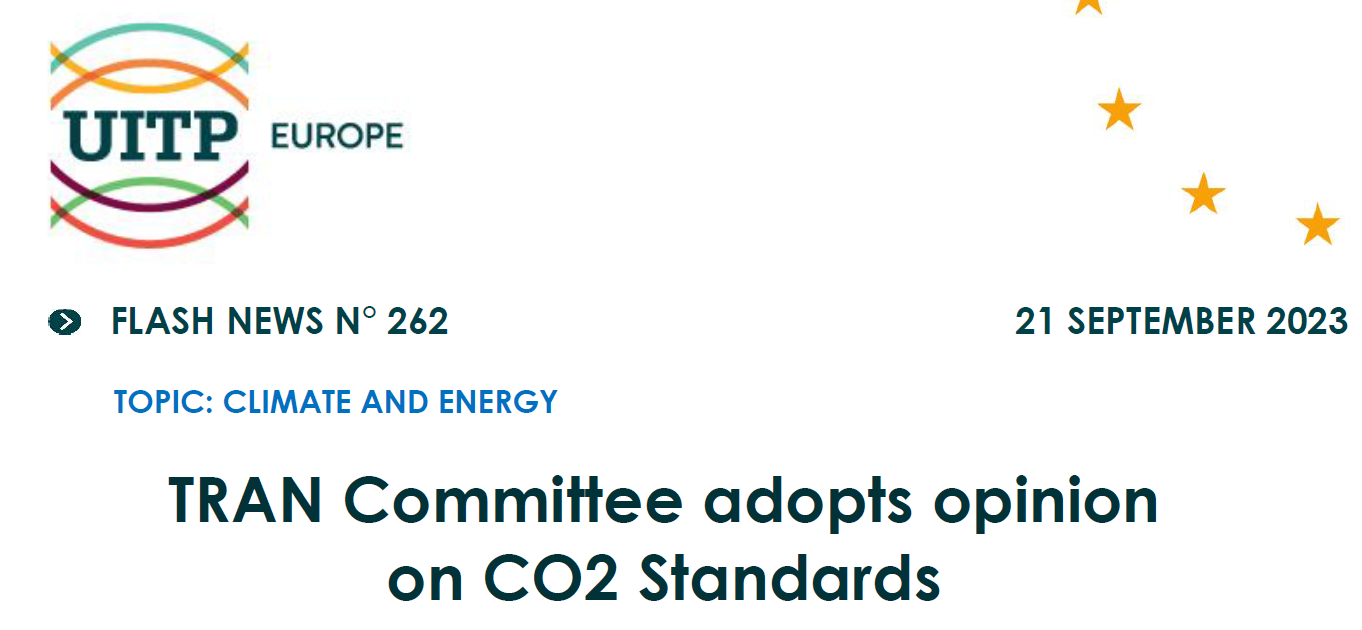 UITP EUROPE
FLASH NEWS N° 262
21 SEPTEMBER 2023
TOPIC: CLIMATE AND ENERGY
TRAN Committee adopts opinion
on CO2 Standards